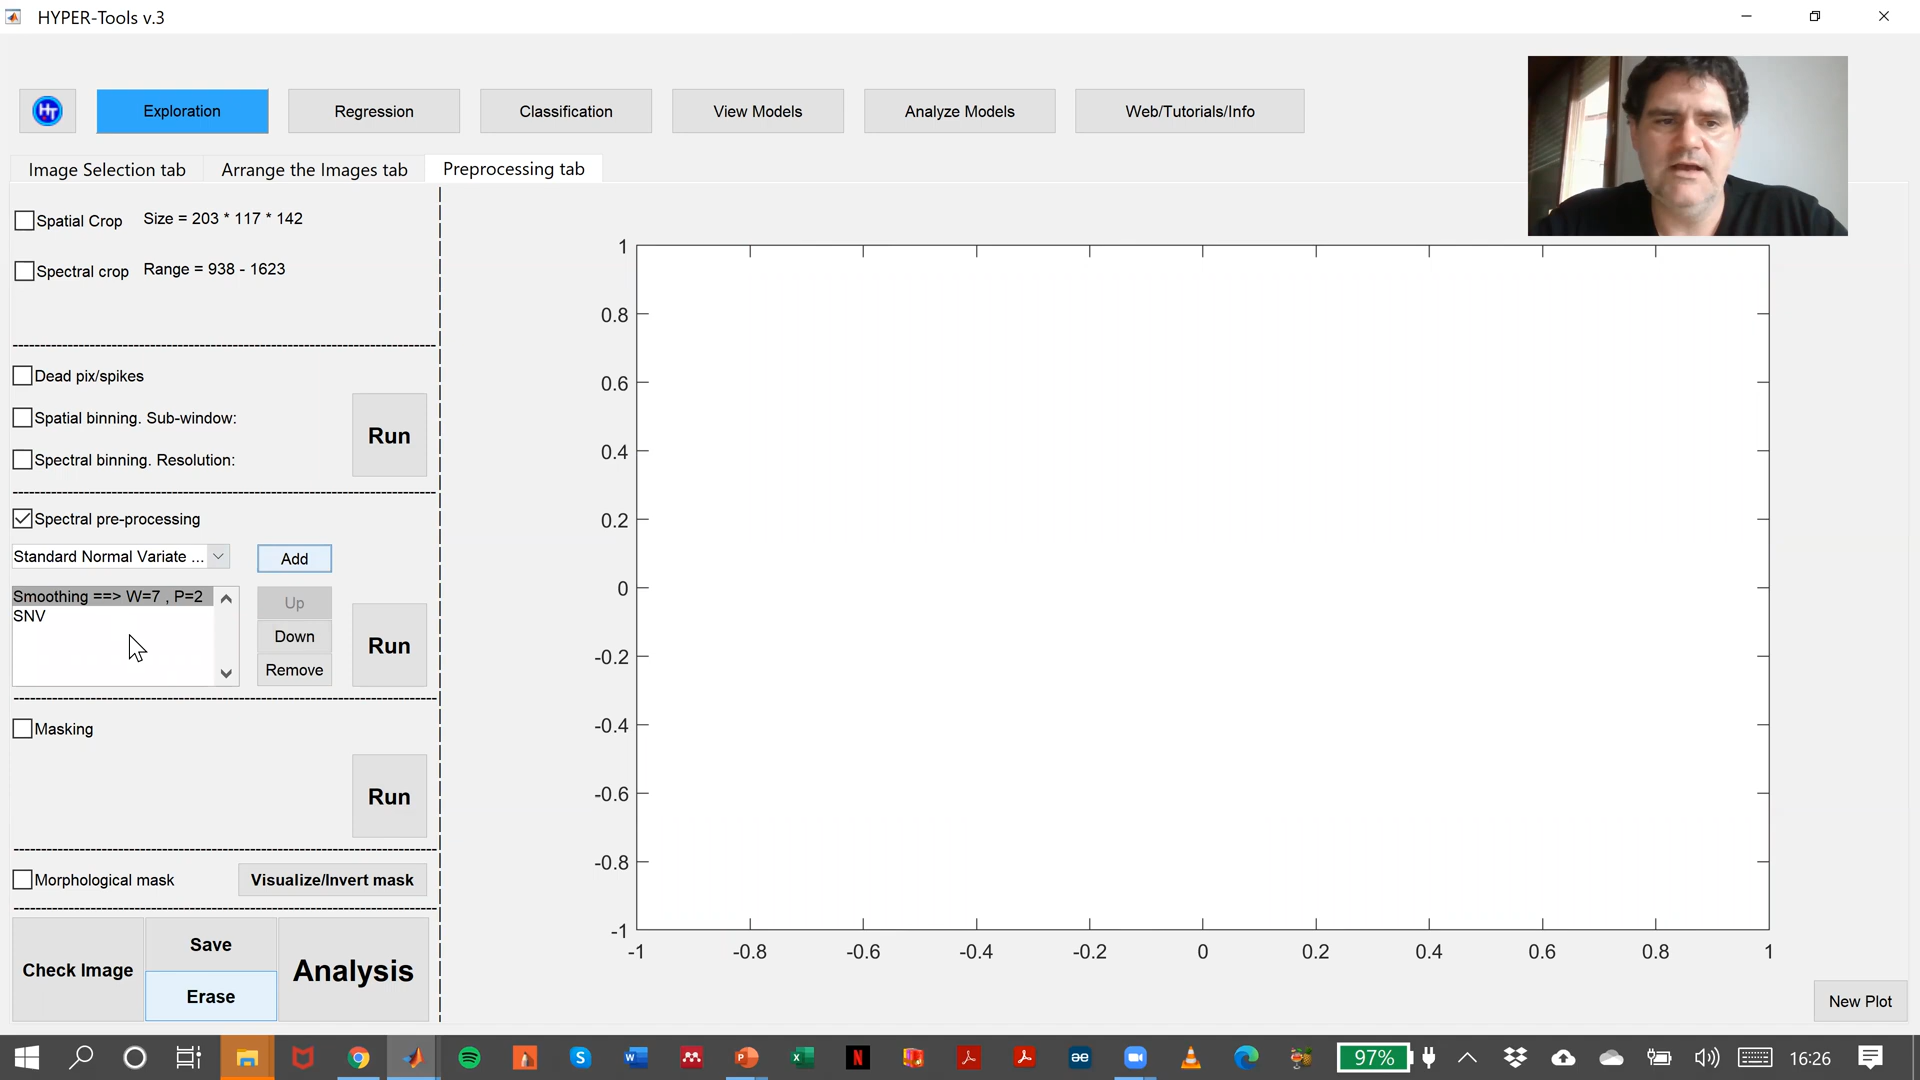 HYPER-Tools v.3
HT
Exploration
Regression
Classification
View Models
Analyze Models
Web/Tutorials/Info
Image Selection tab
Arrange the Images tab
Preprocessing tab
Spatial Crop
Size = 203 * 117 * 142
Spectral crop
Range = 938 - 1623
Dead pix/spikes
Spatial binning. Sub-window:
Spectral binning. Resolution:
Run
Spectral pre-processing
Standard Normal Variate ...
Add
Smoothing ==> W=7 , P=2
SNV
Up
Down
Remove
Run
Masking
Run
Morphological mask
Visualize/Invert mask
Check Image
Save
Erase
Analysis
1
0.8
0.6
0.4
0.2
0
-0.2
-0.4
-0.6
-0.8
-1
-1
-0.8
-0.6
-0.4
-0.2
0
0.2
0.4
0.6
0.8
1
New Plot
97%
16:26